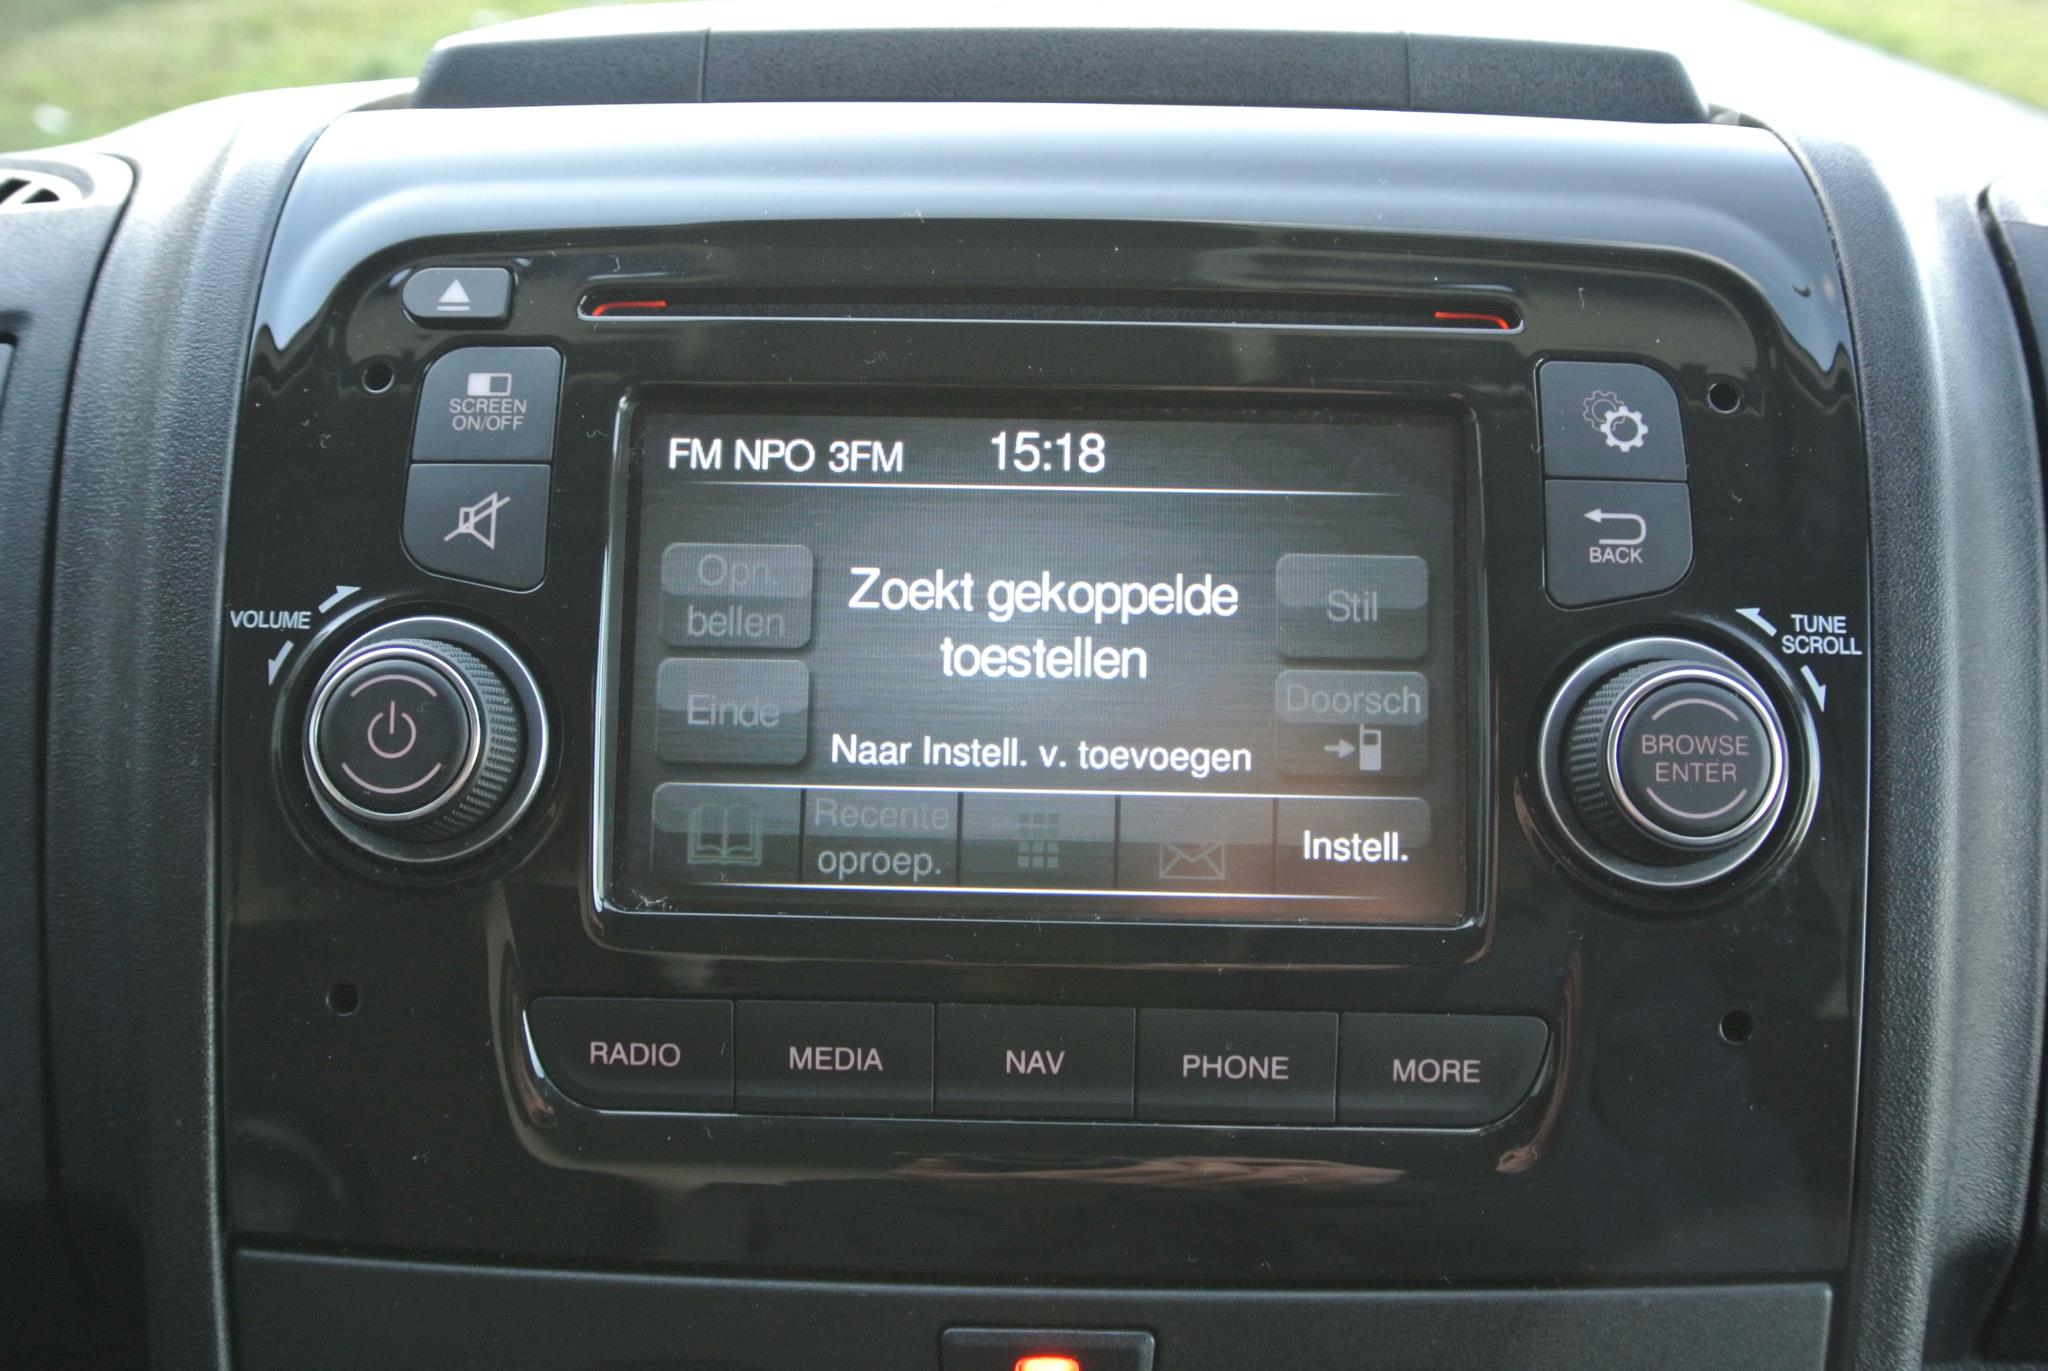 SCREEN
ON/OFF
FM NPO 3FM 15:18
BACK
VOLUME
TUNE
SCROLL
Opn.
bellen
Zoekt gekoppelde
toestellen
Stil
Einde
Doorsch
Naar Instell. v. toevoegen
BROWSE
ENTER
Recente
oproep.
Instell.
RADIO MEDIA NAV PHONE MORE